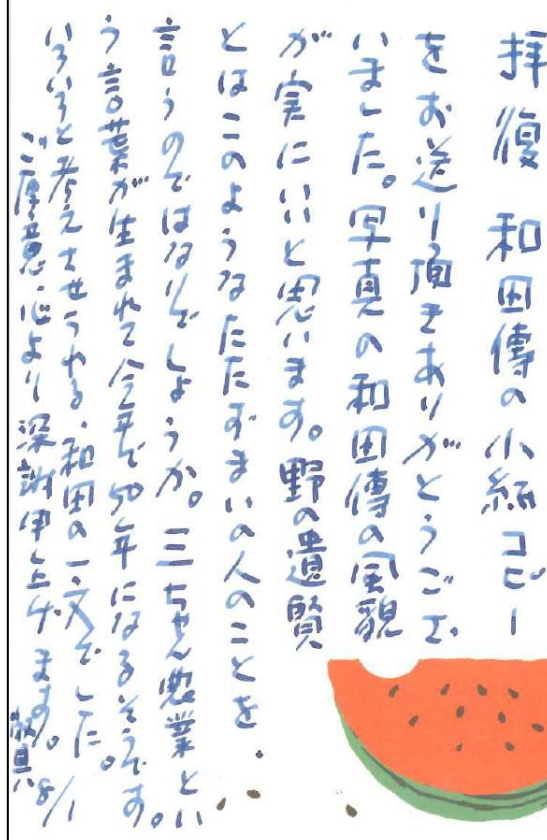 拝復 和田傳の小編コピー
をお送り頂きありがとうござ
いました。写真の和田傳の風貌
が実にいいと思います。野の遺賢
とはこのようなたたずまいの人のことを
言うのではないでしょうか。三ちゃん農業とい
う言葉が生まれて今年で50年になるそうです。
いろいろと考えさせられる、和田の一文でした。
ご厚意、心より深謝申し上げます。敬具 8/1